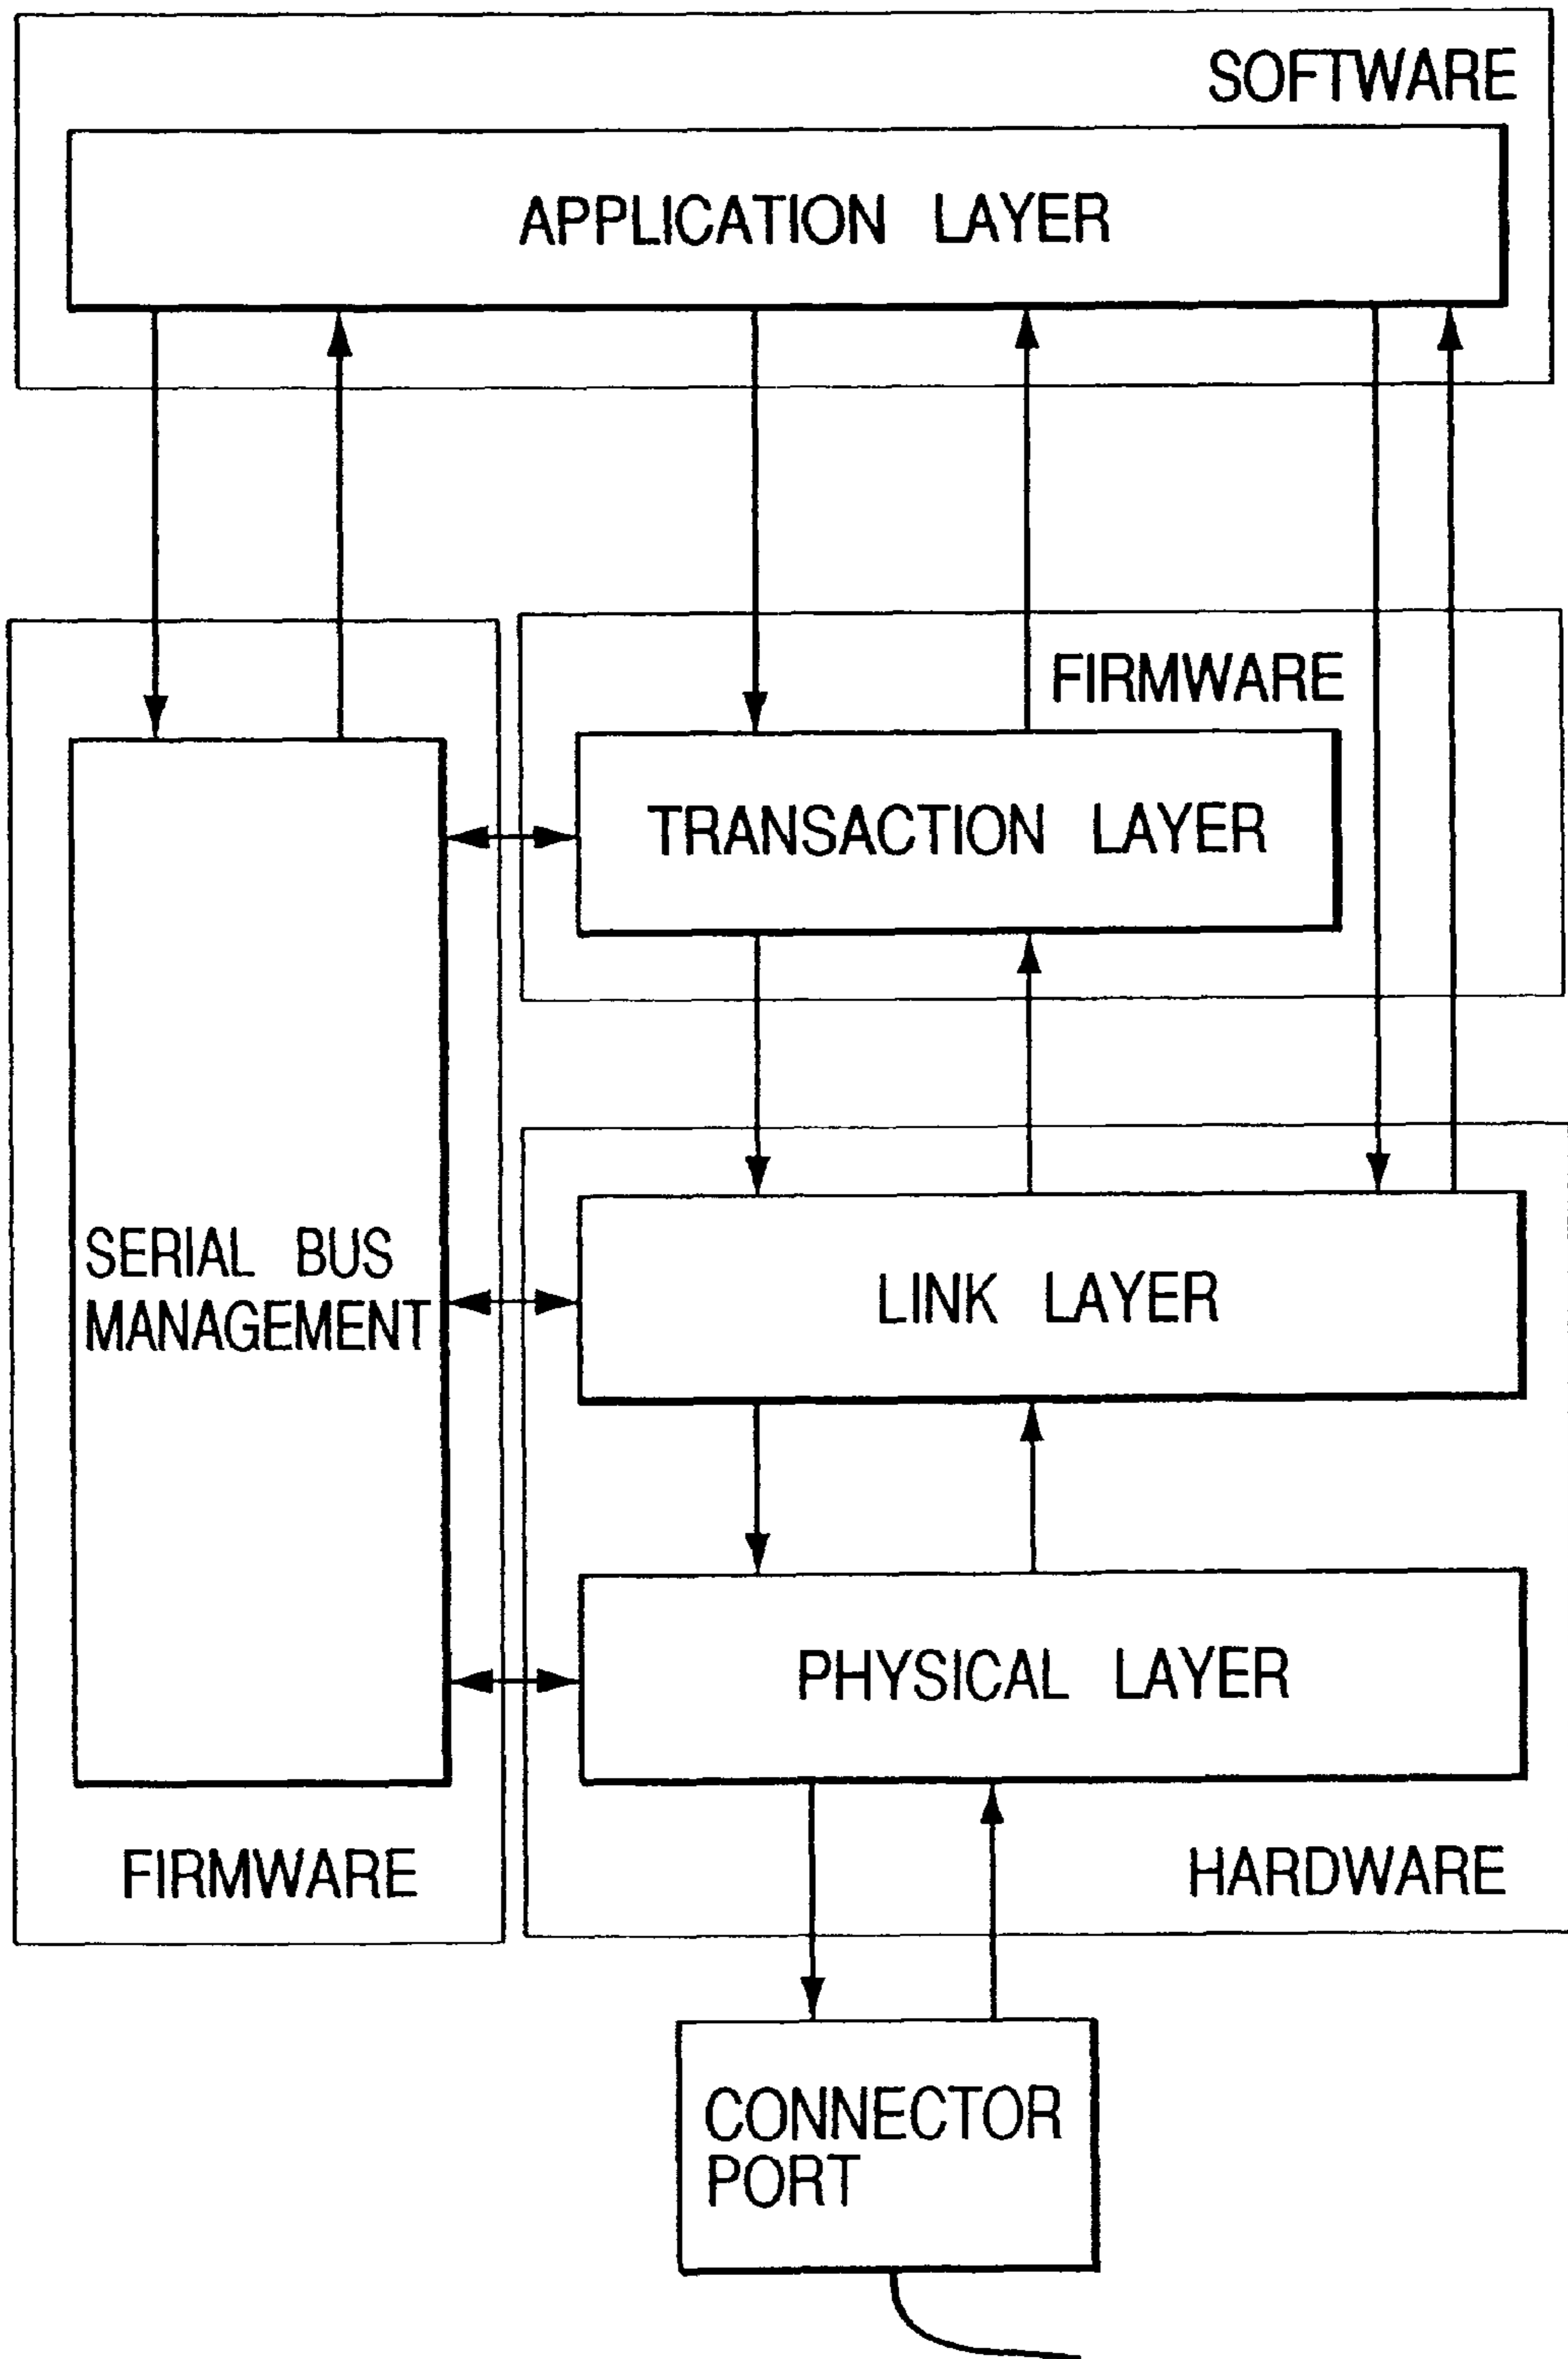 SOFTWARE
APPLICATION LAYER
FIRMWARE
TRANSACTION LAYER
SERIAL BUS
MANAGEMENT
LINK LAYER
PHYSICAL LAYER
FIRMWARE
HARDWARE
CONNECTOR
PORT